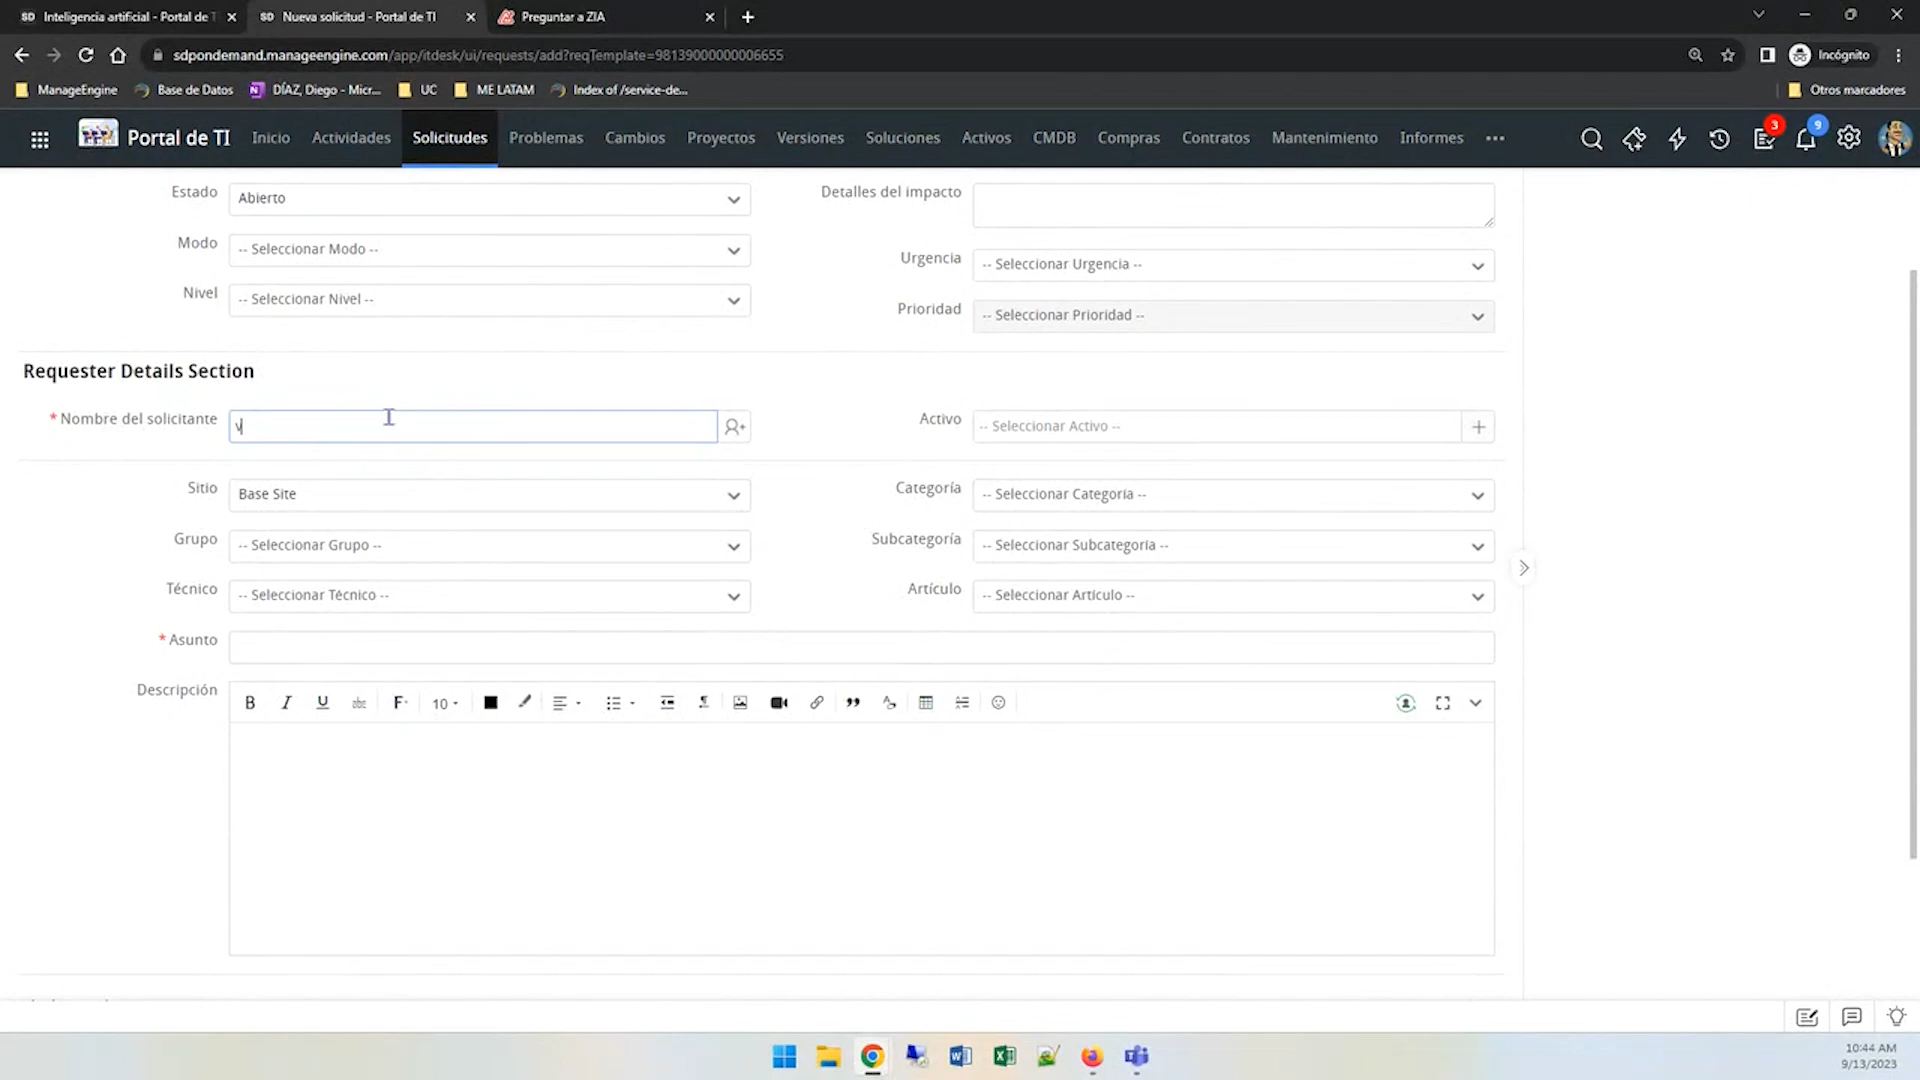 SD Inteligencia artificial - Portal de T
SD Nueva solicitud - Portal de TI
Preguntar a ZIA
sdpondemand.manageengine.com/app/itdesk/ui/requests/add?reqTemplate=98139000000006655
Incógnito
ManageEngine
Base de Datos
N DÍAZ, Diego - Micr...
UC
ME LATAM
Index of /service-de...
Otros marcadores
Portal de TI
Inicio
Actividades
Solicitudes
Problemas
Cambios
Proyectos
Versiones
Soluciones
Activos
CMDB
Compras
Contratos
Mantenimiento
Informes
3
9
Estado
Abierto
Detalles del impacto
Modo
-- Seleccionar Modo --
Urgencia
-- Seleccionar Urgencia --
Nivel
-- Seleccionar Nivel --
Prioridad
-- Seleccionar Prioridad --
Requester Details Section
* Nombre del solicitante
v
Activo
-- Seleccionar Activo --
Sitio
Base Site
Categoría
-- Seleccionar Categoría --
Grupo
-- Seleccionar Grupo --
Subcategoría
-- Seleccionar Subcategoría --
Técnico
-- Seleccionar Técnico --
Artículo
-- Seleccionar Artículo --
* Asunto
Descripción
B I U abc F 10
10:44 AM
9/13/2023